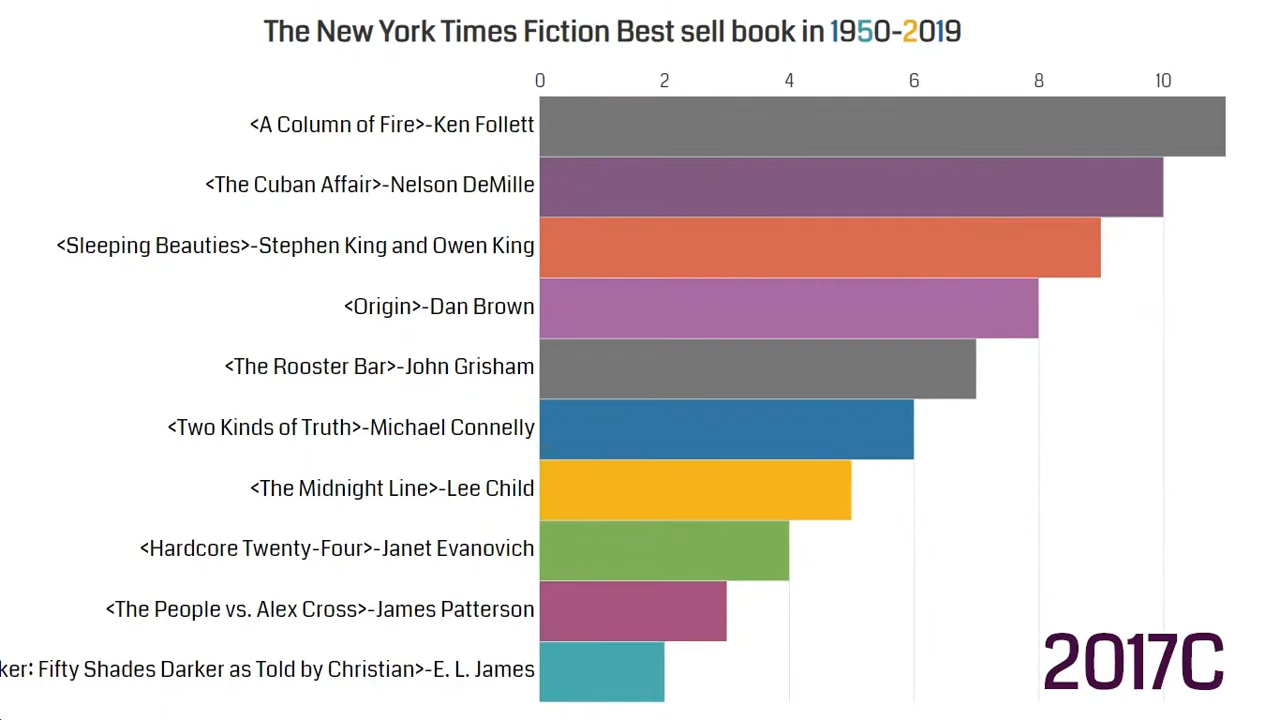 The New York Times Fiction Best sell book in 1950-2019
0 2 4 6 8 10
<A Column of Fire>-Ken Follett
<The Cuban Affair>-Nelson DeMille
<Sleeping Beauties>-Stephen King and Owen King
<Origin>-Dan Brown
<The Rooster Bar>-John Grisham
<Two Kinds of Truth>-Michael Connelly
<The Midnight Line>-Lee Child
<Hardcore Twenty-Four>-Janet Evanovich
<The People vs. Alex Cross>-James Patterson
ker: Fifty Shades Darker as Told by Christian>-E. L. James
2017C